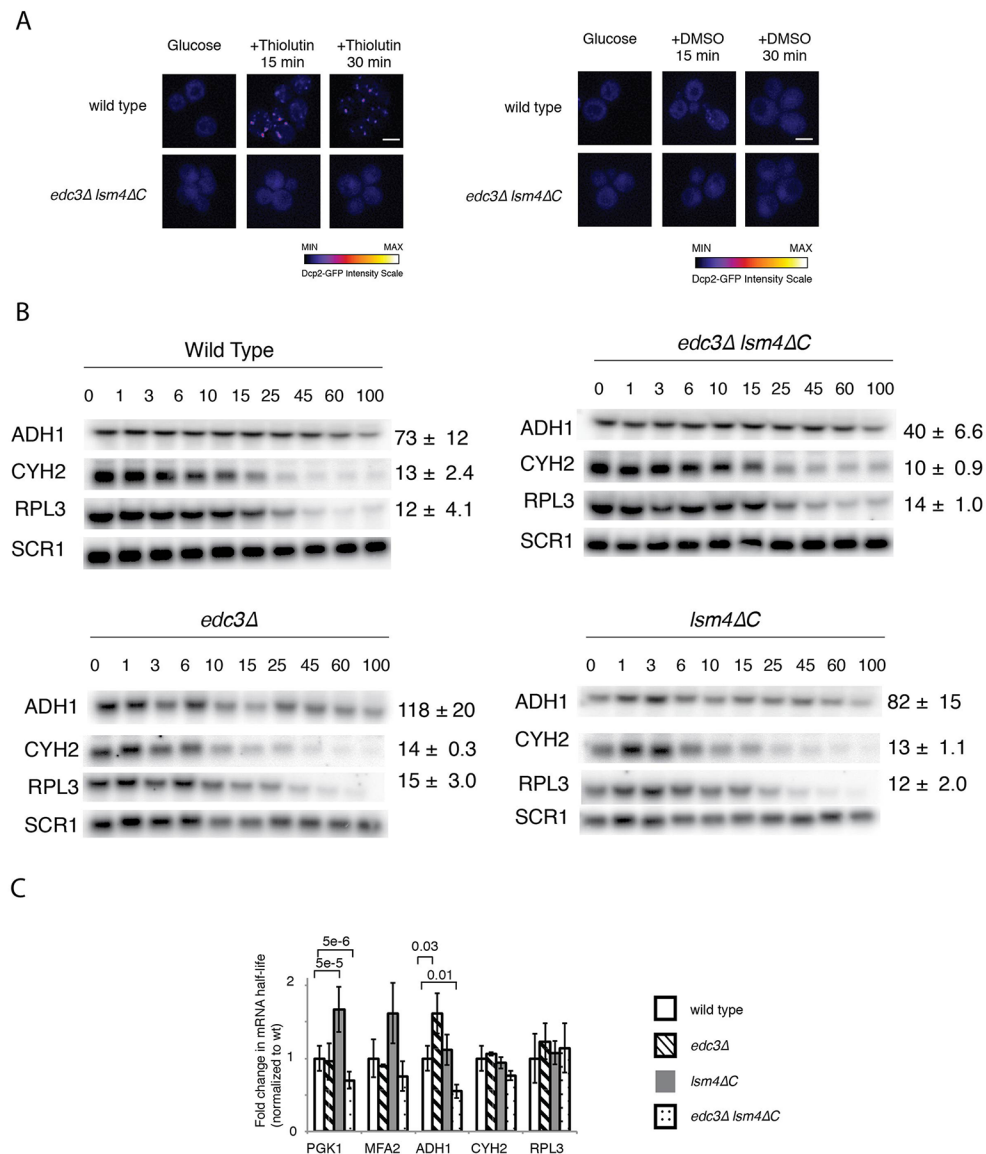 A
Glucose +Thiolutin 15 min +Thiolutin 30 min
wild type
edc3Δ lsm4ΔC
MIN MAX
Dcp2-GFP Intensity Scale
Glucose +DMSO 15 min +DMSO 30 min
wild type
edc3Δ lsm4ΔC
MIN MAX
Dcp2-GFP Intensity Scale
B
Wild Type
0 1 3 6 10 15 25 45 60 100
ADH1 73 ± 12
CYH2 13 ± 2.4
RPL3 12 ± 4.1
SCR1
edc3Δ lsm4ΔC
0 1 3 6 10 15 25 45 60 100
ADH1 40 ± 6.6
CYH2 10 ± 0.9
RPL3 14 ± 1.0
SCR1
edc3Δ
0 1 3 6 10 15 25 45 60 100
ADH1 118 ± 20
CYH2 14 ± 0.3
RPL3 15 ± 3.0
SCR1
lsm4ΔC
0 1 3 6 10 15 25 45 60 100
ADH1 82 ± 15
CYH2 13 ± 1.1
RPL3 12 ± 2.0
SCR1
C
Fold change in mRNA half-life
(normalized to wt)
2
1
0
5e-6
5e-5
0.03
0.01
PGK1 MFA2 ADH1 CYH2 RPL3
wild type
edc3Δ
lsm4ΔC
edc3Δ lsm4ΔC